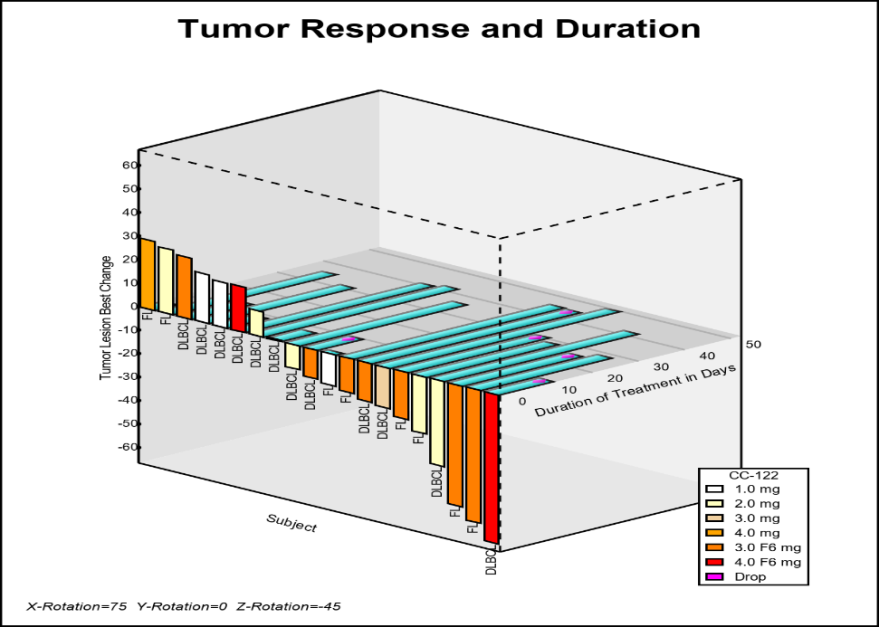 Tumor Response and Duration
60
50
40
30
20
10
0
-10
-20
-30
-40
-50
-60
Tumor Lesion Best Change
FL
FL
DLBCL
DLBCL
DLBCL
DLBCL
DLBCL
DLBCL
DLBCL
DLBCL
FL
FL
DLBCL
DLBCL
FL
FL
DLBCL
FL
FL
DLBCL
Subject
0
10
20
30
40
50
Duration of Treatment in Days
CC-122
1.0 mg
2.0 mg
3.0 mg
4.0 mg
3.0 F6 mg
4.0 F6 mg
Drop
X-Rotation=75 Y-Rotation=0 Z-Rotation=-45